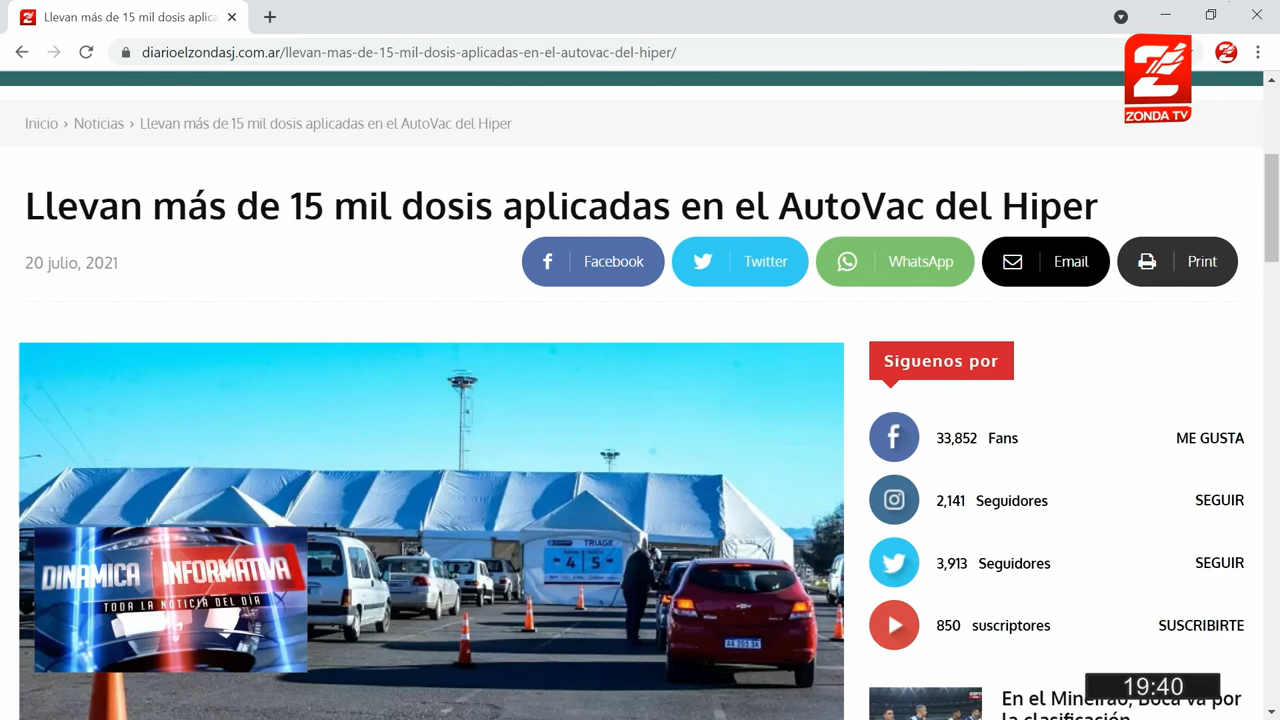 Llevan más de 15 mil dosis aplica
diarioelzondasj.com.ar/llevan-mas-de-15-mil-dosis-aplicadas-en-el-autovac-del-hiper/
ZONDA TV
Inicio › Noticias › Llevan más de 15 mil dosis aplicadas en el AutoVac del Hiper
Llevan más de 15 mil dosis aplicadas en el AutoVac del Hiper
20 julio, 2021
Facebook
Twitter
WhatsApp
Email
Print
Siguenos por
33,852 Fans ME GUSTA
2,141 Seguidores SEGUIR
3,913 Seguidores SEGUIR
850 suscriptores SUSCRIBIRTE
TRIAGE
4 5
DINAMICA INFORMATIVA
TODA LA NOTICIA DEL DIA
En el Mineirao, Boca va por
la clasificación
19:40